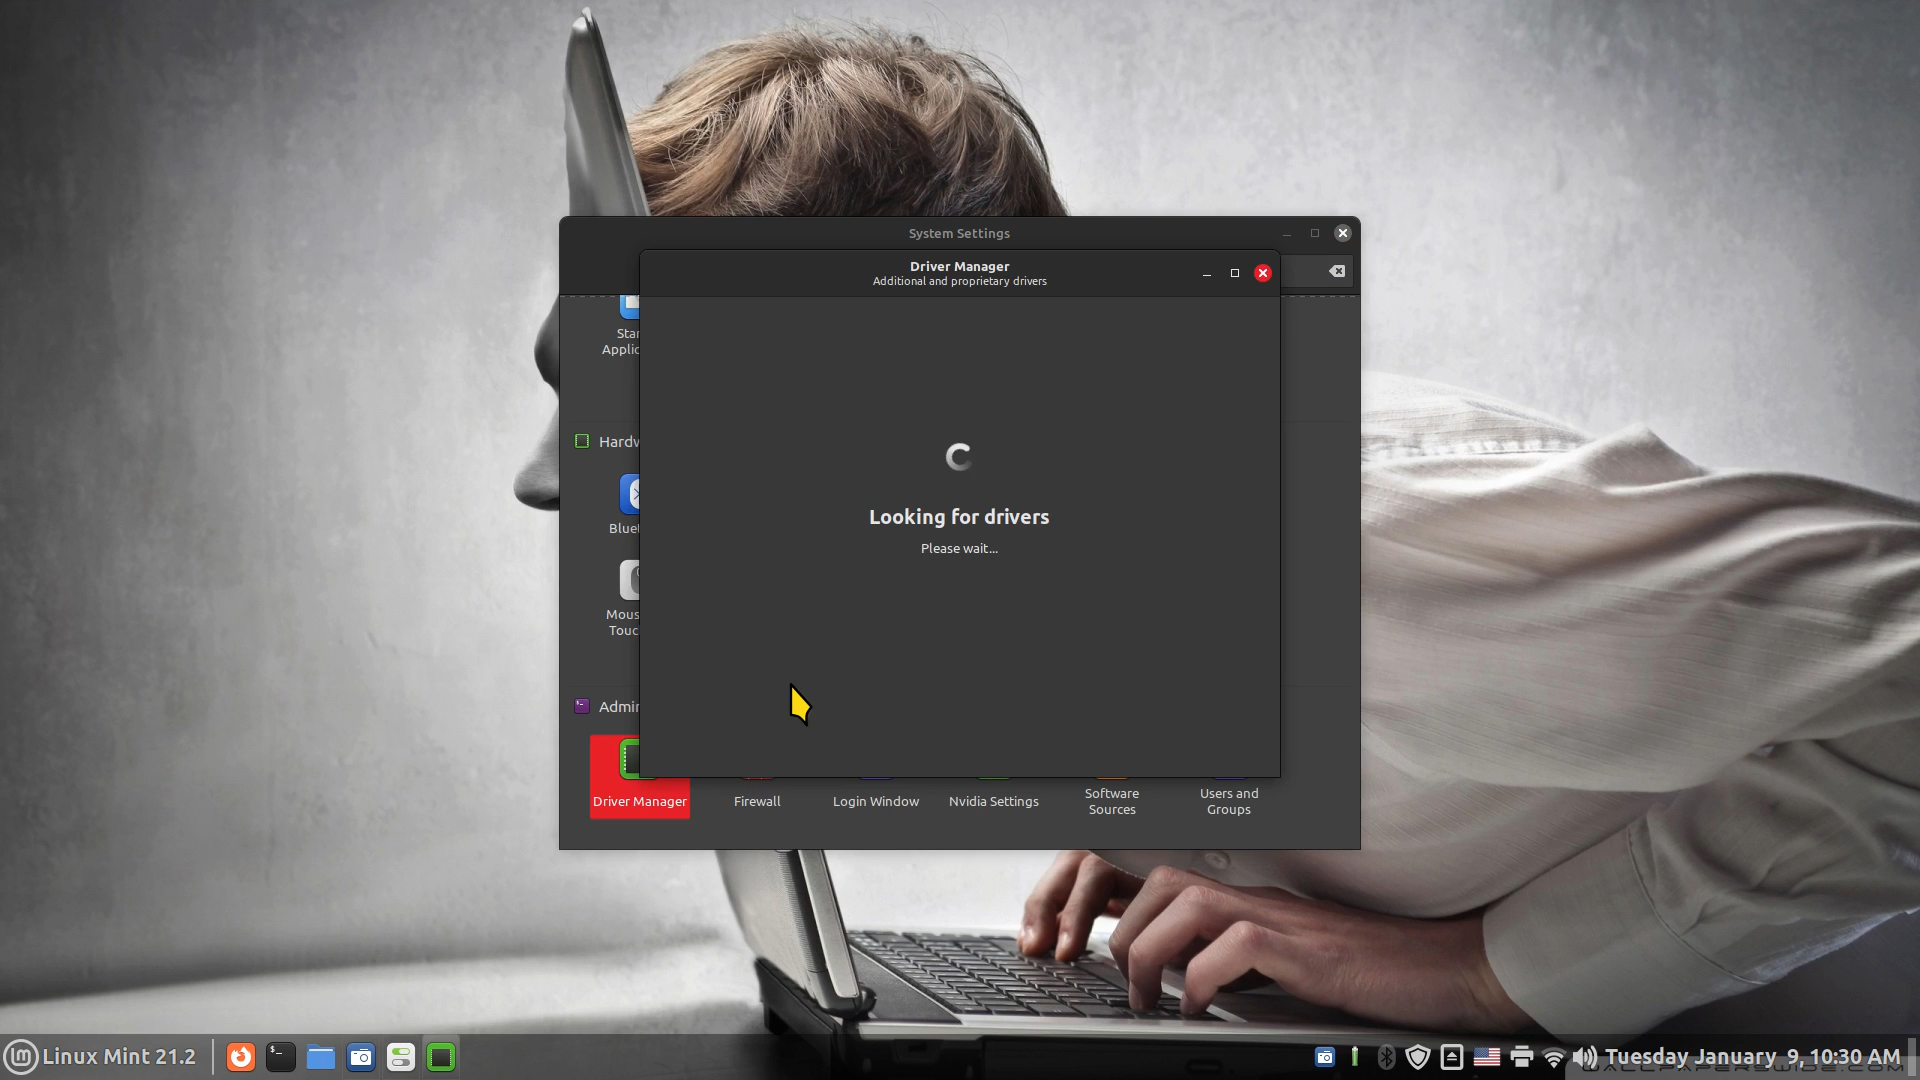 System Settings
Driver Manager
Additional and proprietary drivers
Star
Applic
Hardw
Looking for drivers
Please wait...
Bluet
Mous
Touc
Admin
Driver Manager
Firewall
Login Window
Nvidia Settings
Software
Sources
Users and
Groups
Linux Mint 21.2
Tuesday January 9, 10:30 AM
WALLPAPERSWIDE.COM